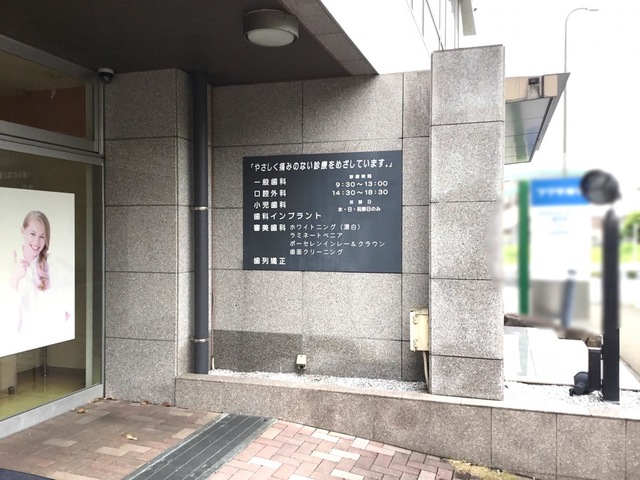 「やさしく痛みのない診療をめざしています。」
一般歯科
口腔外科
小児歯科
歯科インプラント
審美歯科 ホワイトニング（漂白）
ラミネートベニア
ポーセレンインレー＆クラウン
歯面クリーニング
歯列矯正
診療時間
9:30〜13:00
14:30〜18:30
休診日
水・日・祝祭日のみ